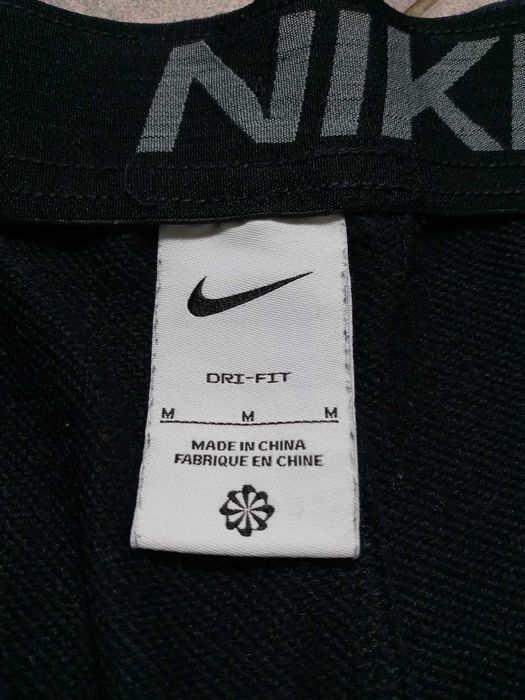 NIK
DRI-FIT
M M M
MADE IN CHINA
FABRIQUE EN CHINE